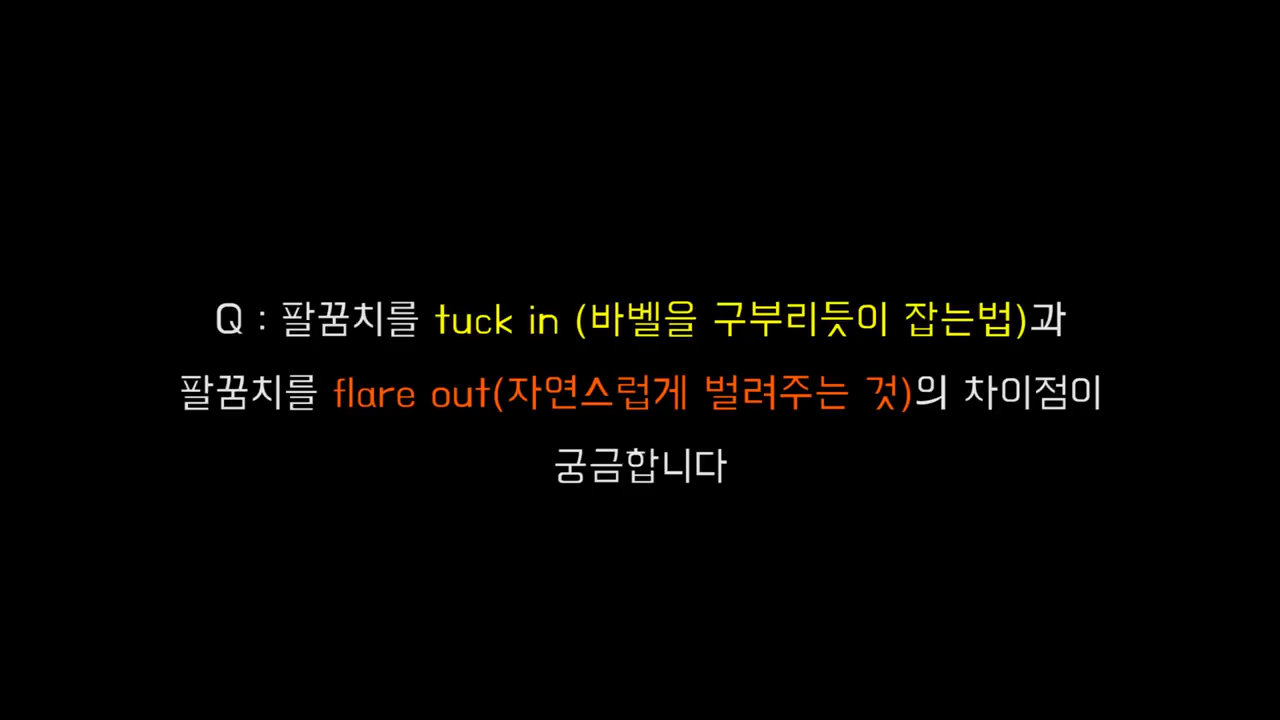 Q : 팔꿈치를 tuck in (바벨을 구부리듯이 잡는법)과
팔꿈치를 flare out(자연스럽게 벌려주는 것)의 차이점이
궁금합니다